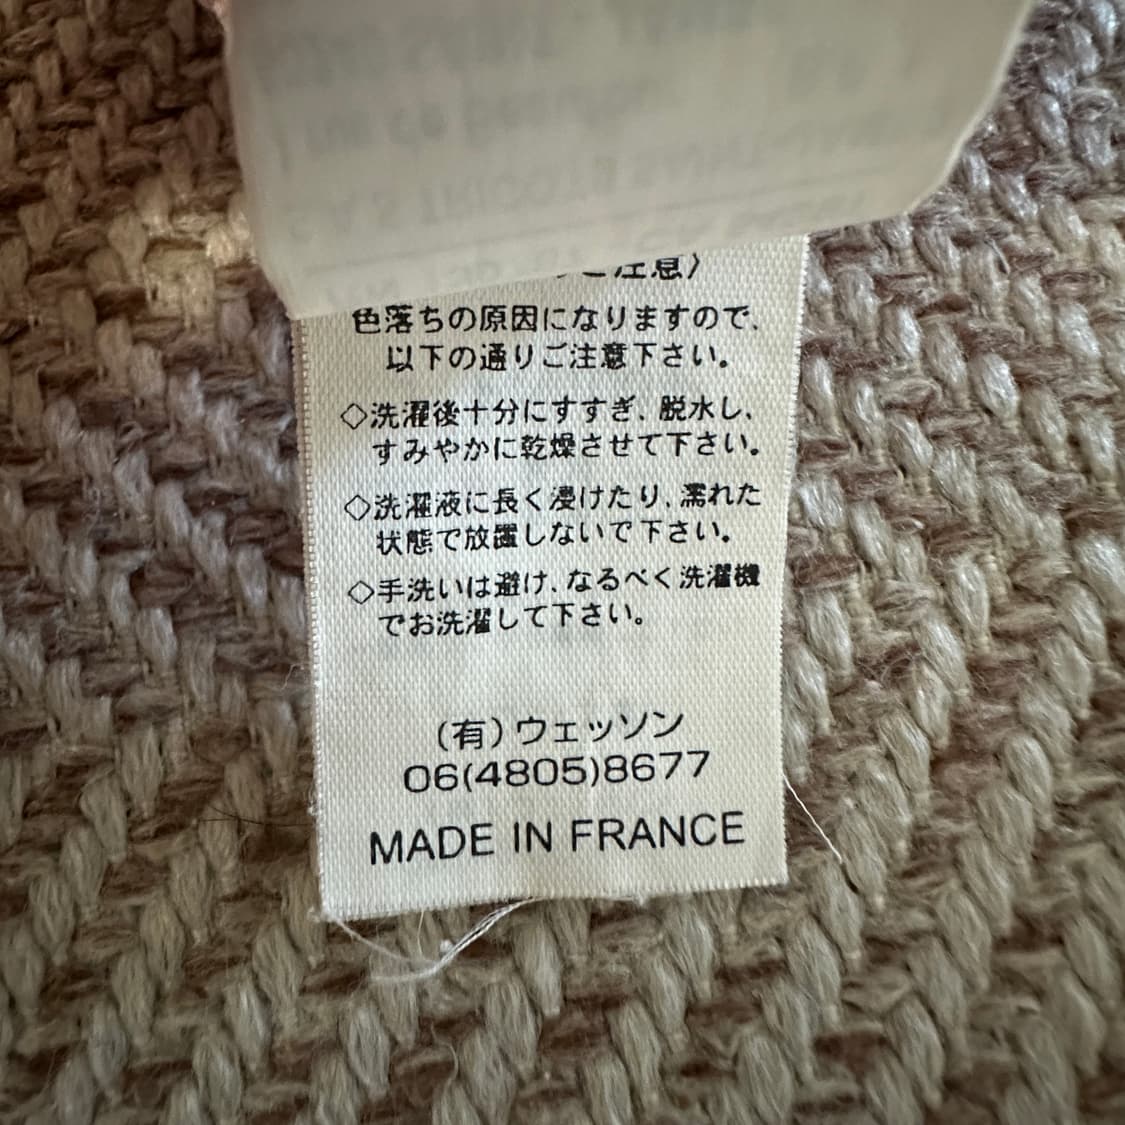 ご注意〉
色落ちの原因になりますので、
以下の通りご注意下さい。
◇洗濯後十分にすすぎ、脱水し、
すみやかに乾燥させて下さい。
◇洗濯液に長く浸けたり、濡れた
状態で放置しないで下さい。
◇手洗いは避け、なるべく洗濯機
でお洗濯して下さい。
(有)ウェッソン
06(4805)8677
MADE IN FRANCE